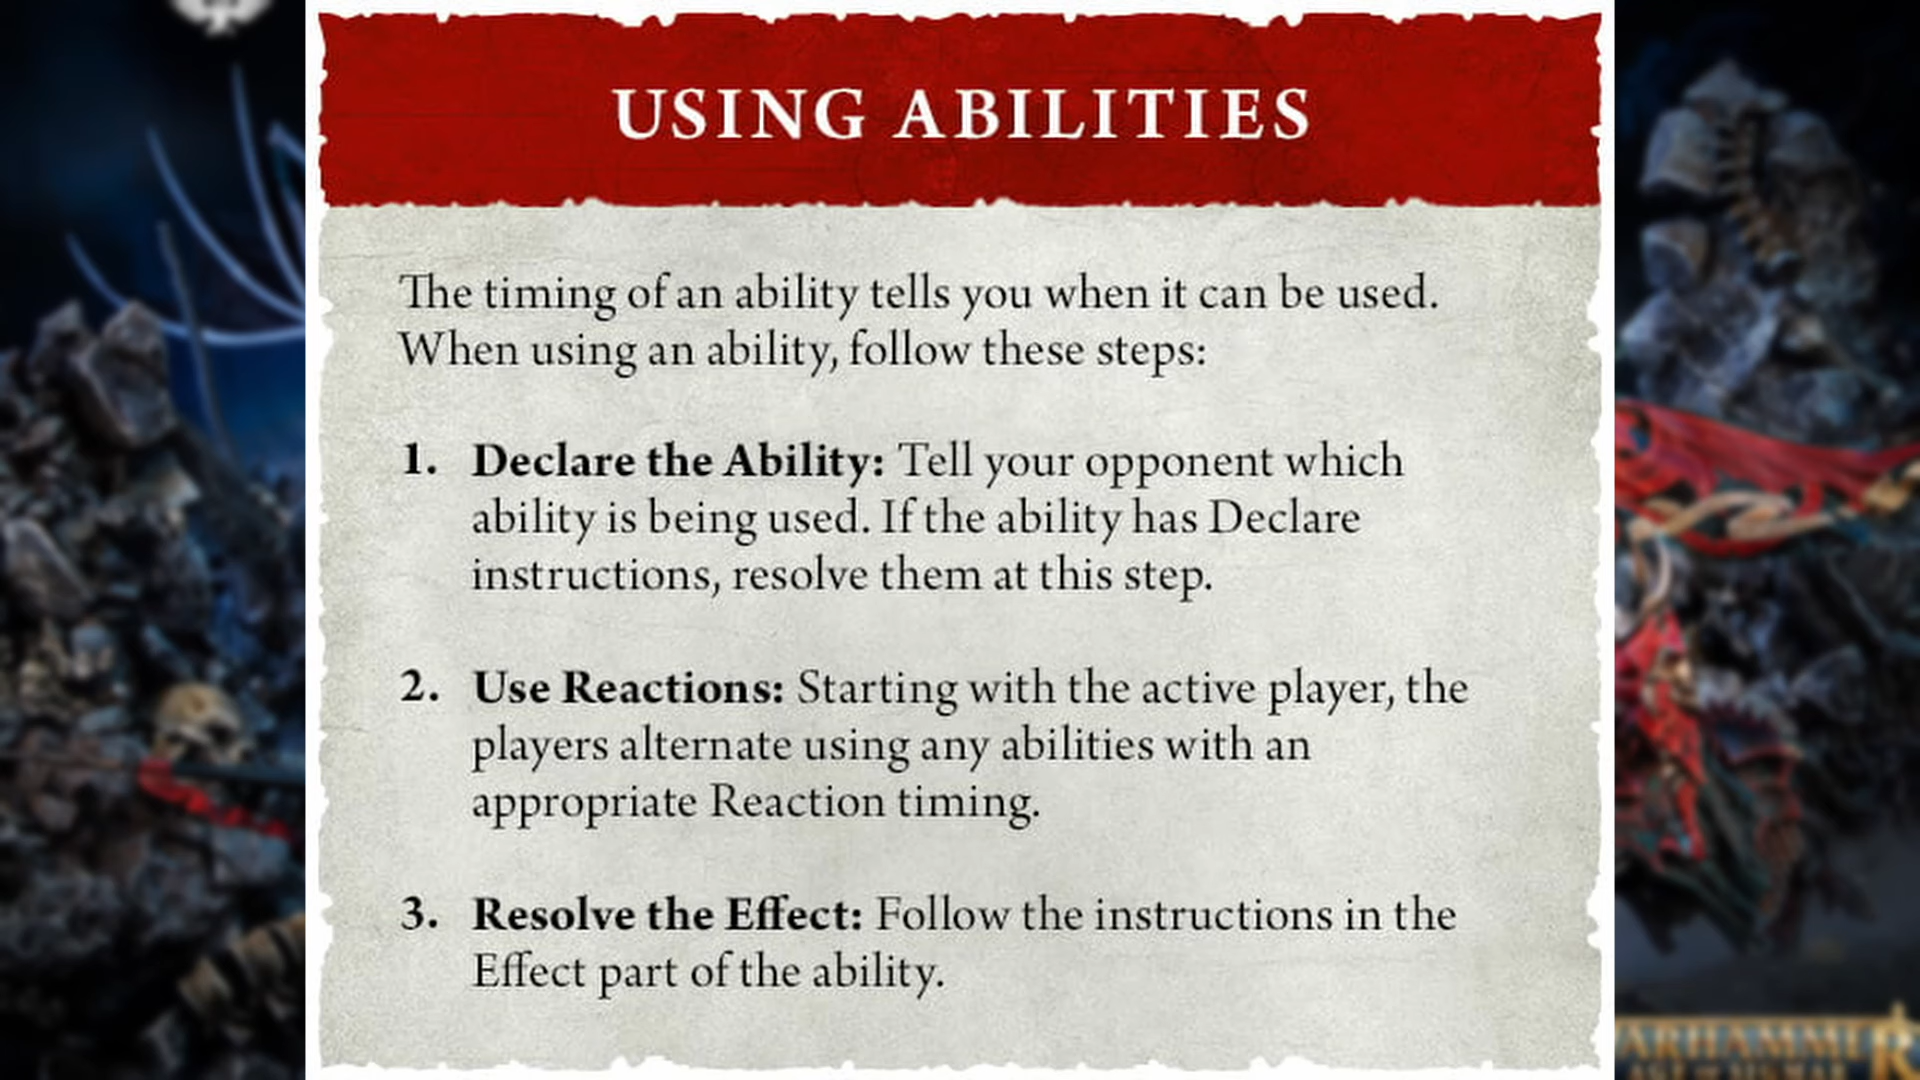 USING ABILITIES
The timing of an ability tells you when it can be used.
When using an ability, follow these steps:
1. Declare the Ability: Tell your opponent which
ability is being used. If the ability has Declare
instructions, resolve them at this step.
2. Use Reactions: Starting with the active player, the
players alternate using any abilities with an
appropriate Reaction timing.
3. Resolve the Effect: Follow the instructions in the
Effect part of the ability.